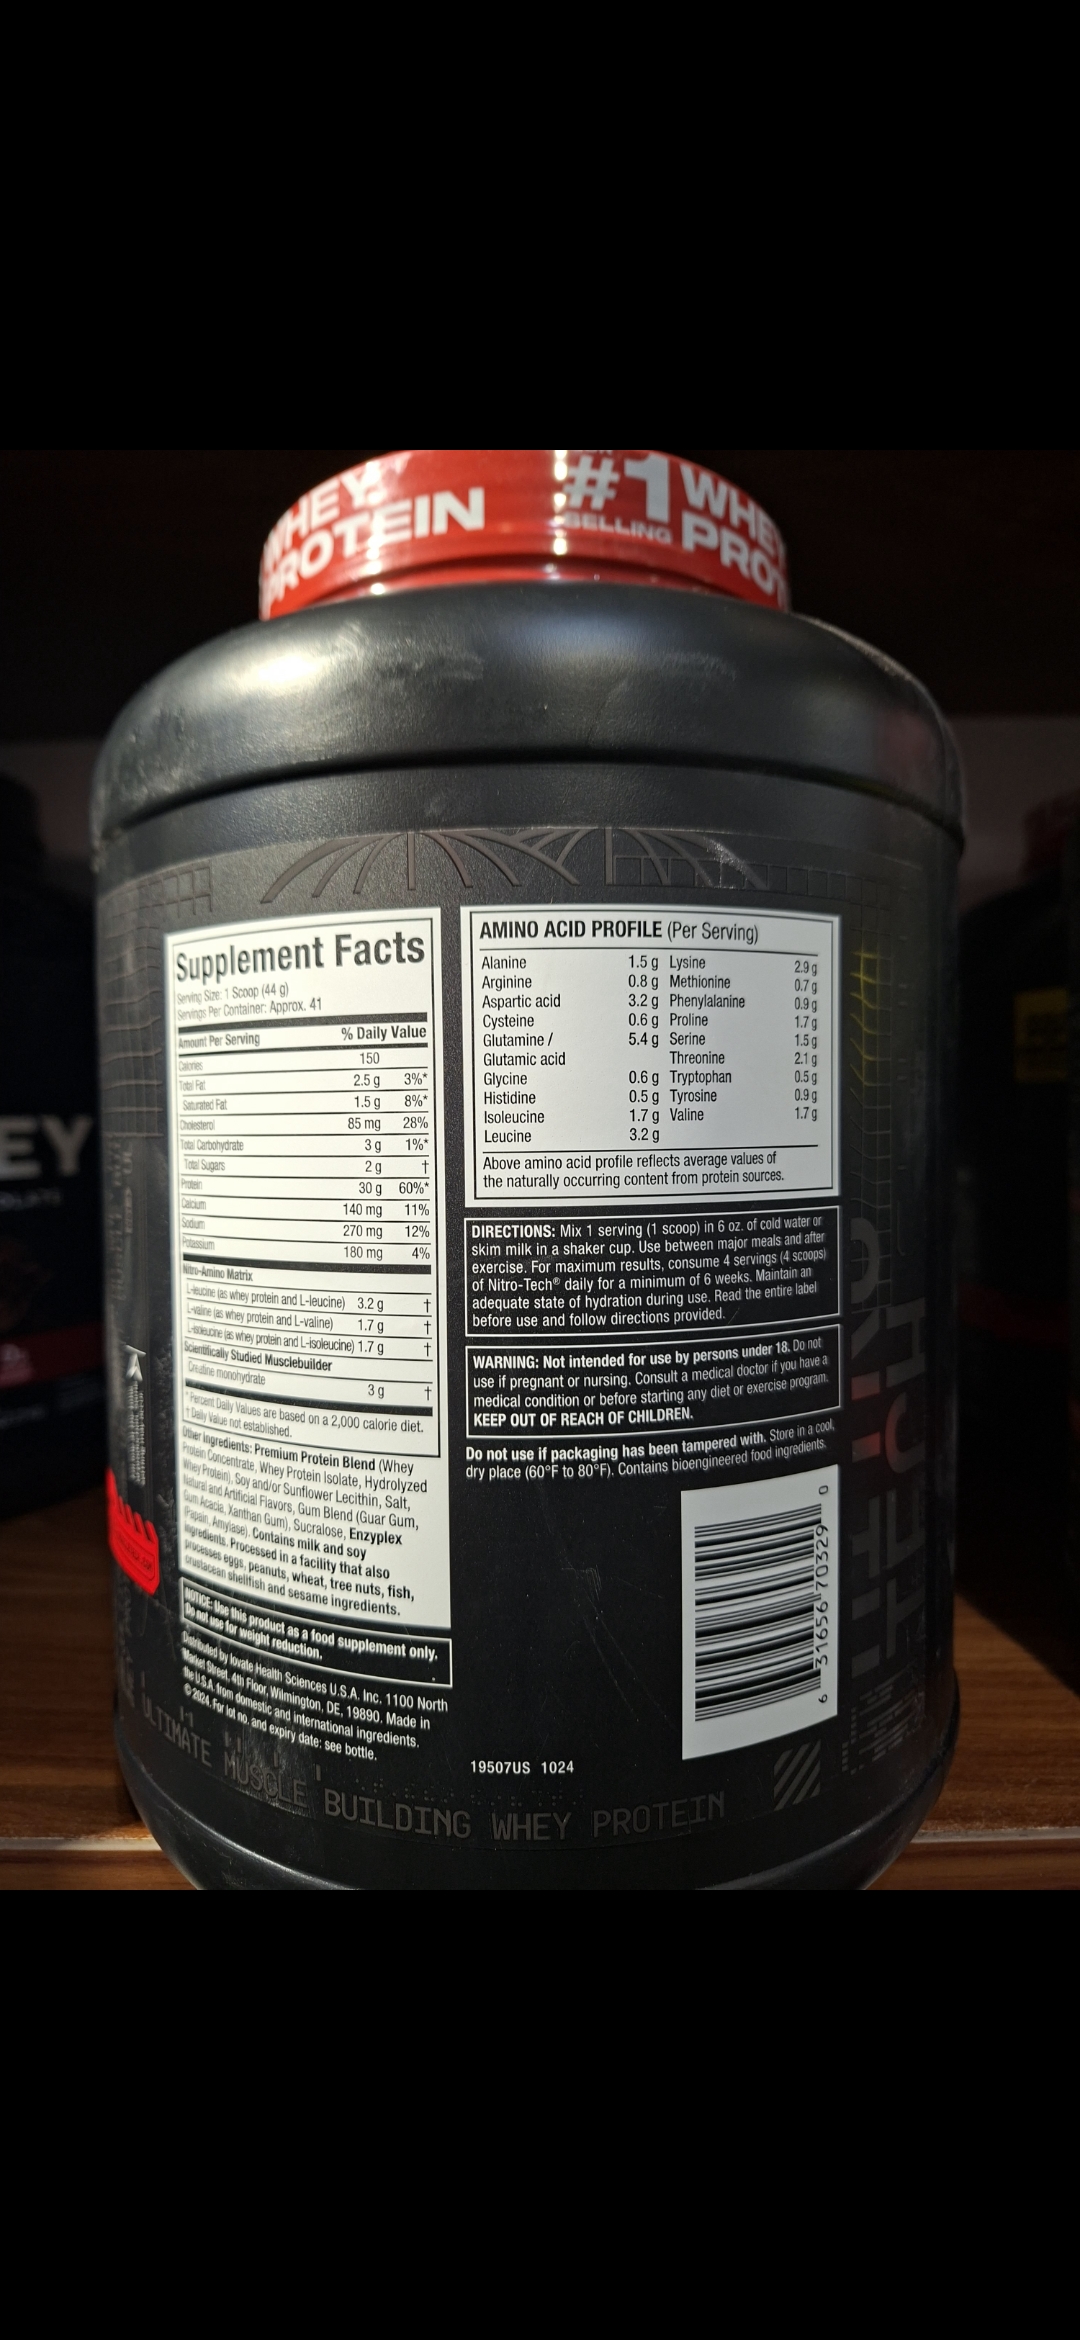 WHEY
PROTEIN
#1 WHEY
SELLING PRO
EY
Supplement Facts
Serving Size: 1 Scoop (44 g)
Servings Per Container: Approx. 41
Amount Per Serving % Daily Value
Calories 150
Total Fat 2.5 g 3%*
Saturated Fat 1.5 g 8%*
Cholesterol 85 mg 28%
Total Carbohydrate 3 g 1%*
Total Sugars 2 g †
Protein 30 g 60%*
Calcium 140 mg 11%
Sodium 270 mg 12%
Potassium 180 mg 4%
Nitro-Amino Matrix
L-leucine (as whey protein and L-leucine) 3.2 g †
L-valine (as whey protein and L-valine) 1.7 g †
L-isoleucine (as whey protein and L-isoleucine) 1.7 g †
Scientifically Studied Musclebuilder
Creatine monohydrate 3 g †
* Percent Daily Values are based on a 2,000 calorie diet.
† Daily Value not established.
Other Ingredients: Premium Protein Blend (Whey
Protein Concentrate, Whey Protein Isolate, Hydrolyzed
Whey Protein), Soy and/or Sunflower Lecithin, Salt,
Natural and Artificial Flavors, Gum Blend (Guar Gum,
Gum Acacia, Xanthan Gum), Sucralose, Enzyplex
(Papain, Amylase). Contains milk and soy
ingredients. Processed in a facility that also
processes eggs, peanuts, wheat, tree nuts, fish,
crustacean shellfish and sesame ingredients.
NOTICE: Use this product as a food supplement only.
Do not use for weight reduction.
Distributed by Iovate Health Sciences U.S.A. Inc. 1100 North
Market Street, 4th Floor, Wilmington, DE, 19890. Made in
the U.S.A. from domestic and international ingredients.
© 2024. For lot no. and expiry date: see bottle.
AMINO ACID PROFILE (Per Serving)
Alanine 1.5 g Lysine 2.9 g
Arginine 0.8 g Methionine 0.7 g
Aspartic acid 3.2 g Phenylalanine 0.9 g
Cysteine 0.6 g Proline 1.7 g
Glutamine / 5.4 g Serine 1.5 g
Glutamic acid Threonine 2.1 g
Glycine 0.6 g Tryptophan 0.5 g
Histidine 0.5 g Tyrosine 0.9 g
Isoleucine 1.7 g Valine 1.7 g
Leucine 3.2 g
Above amino acid profile reflects average values of
the naturally occurring content from protein sources.
DIRECTIONS: Mix 1 serving (1 scoop) in 6 oz. of cold water or
skim milk in a shaker cup. Use between major meals and after
exercise. For maximum results, consume 4 servings (4 scoops)
of Nitro-Tech® daily for a minimum of 6 weeks. Maintain an
adequate state of hydration during use. Read the entire label
before use and follow directions provided.
WARNING: Not intended for use by persons under 18. Do not
use if pregnant or nursing. Consult a medical doctor if you have a
medical condition or before starting any diet or exercise program.
KEEP OUT OF REACH OF CHILDREN.
Do not use if packaging has been tampered with. Store in a cool,
dry place (60°F to 80°F). Contains bioengineered food ingredients.
6 31656 70329 0
19507US 1024
ULTIMATE MUSCLE BUILDING WHEY PROTEIN